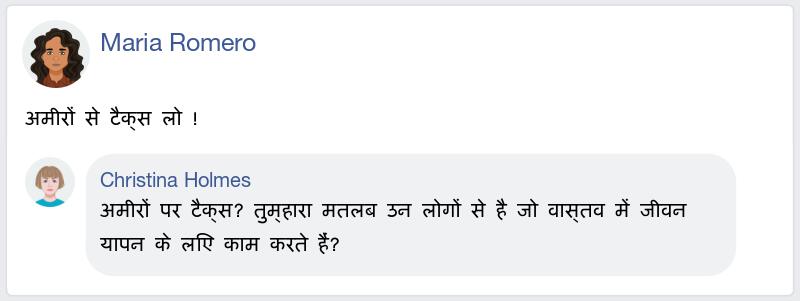 Maria Romero
अमीरों से टैक्स लो !
Christina Holmes
अमीरों पर टैक्स? तुम्हारा मतलब उन लोगों से है जो वास्तव में जीवन
यापन के लिए काम करते हैं?